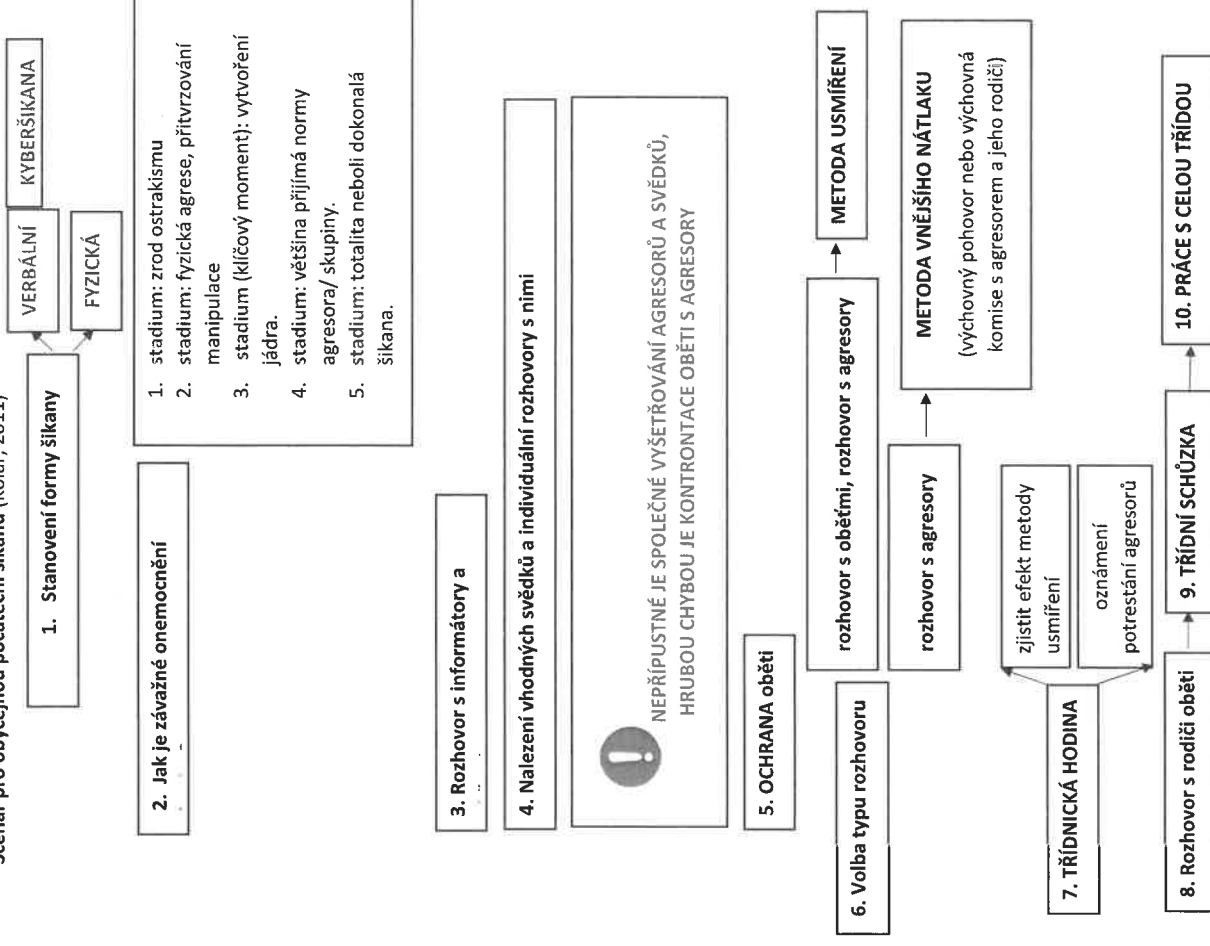 Scénář pro obyčejnou počáteční šikanu (Kolář, 2011)
1. Stanovení formy šikany
VERBÁLNÍ
KYBERŠIKANA
FYZICKÁ
2. Jak je závažné onemocnění
1. stadium: zrod ostrakismu
2. stadium: fyzická agrese, přitvrzování
manipulace
3. stadium (klíčový moment): vytvoření
jádra.
4. stadium: většina přijímá normy
agresora/ skupiny.
5. stadium: totalita neboli dokonalá
šikana.
3. Rozhovor s informátory a
4. Nalezení vhodných svědků a individuální rozhovory s nimi
NEPŘÍPUSTNÉ JE SPOLEČNÉ VYŠETŘOVÁNÍ AGRESORŮ A SVĚDKŮ,
HRUBOU CHYBOU JE KONTRONTACE OBĚTI S AGRESORY
5. OCHRANA oběti
6. Volba typu rozhovoru
rozhovor s oběťmi, rozhovor s agresory
METODA USMÍŘENÍ
rozhovor s agresory
METODA VNĚJŠÍHO NÁTLAKU
(výchovný pohovor nebo výchovná
komise s agresorem a jeho rodiči)
7. TŘÍDNICKÁ HODINA
zjistit efekt metody
usmíření
oznámení
potrestání agresorů
8. Rozhovor s rodiči oběti
9. TŘÍDNÍ SCHŮZKA
10. PRÁCE S CELOU TŘÍDOU